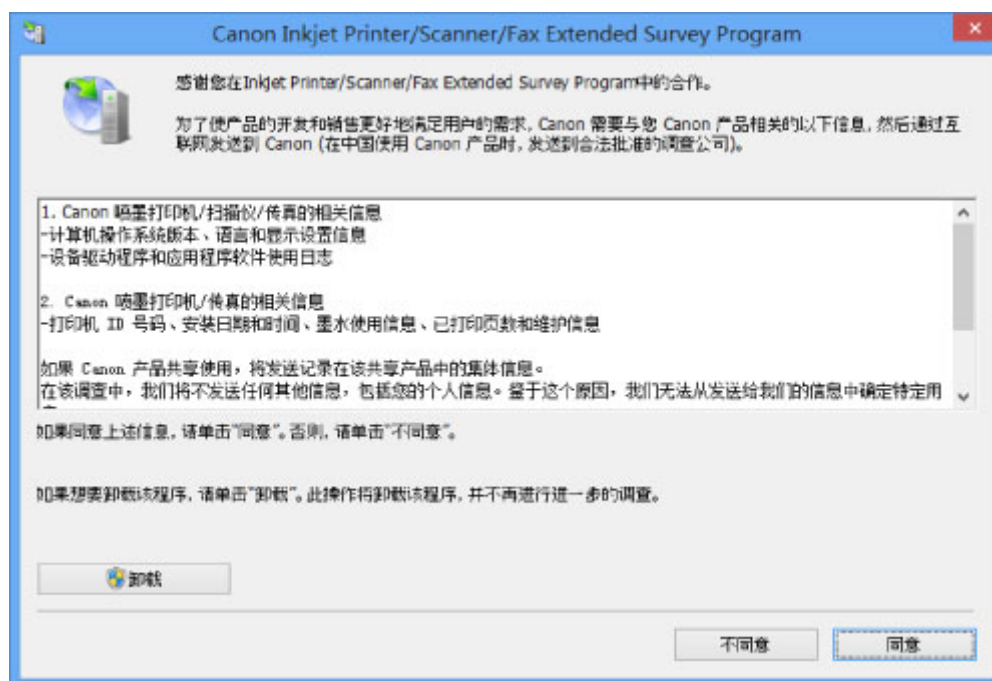 Canon Inkjet Printer/Scanner/Fax Extended Survey Program
感谢您在Inkjet Printer/Scanner/Fax Extended Survey Program中的合作。
为了使产品的开发和销售更好地满足用户的需求, Canon 需要与您 Canon 产品相关的以下信息, 然后通过互
联网发送到 Canon (在中国使用 Canon 产品时, 发送到合法批准的调查公司)。
1. Canon 喷墨打印机/扫描仪/传真的相关信息
-计算机操作系统版本、语言和显示设置信息
-设备驱动程序和应用程序软件使用日志
2. Canon 喷墨打印机/传真的相关信息
-打印机 ID 号码、安装日期和时间、墨水使用信息、已打印页数和维护信息
如果 Canon 产品共享使用，将发送记录在该共享产品中的集体信息。
在该调查中，我们将不发送任何其他信息，包括您的个人信息。鉴于这个原因，我们无法从发送给我们的信息中确定特定用
如果同意上述信息, 请单击"同意"。否则, 请单击"不同意"。
如果想要卸载该程序, 请单击"卸载"。此操作将卸载该程序, 并不再进行进一步的调查。
卸载
不同意
同意